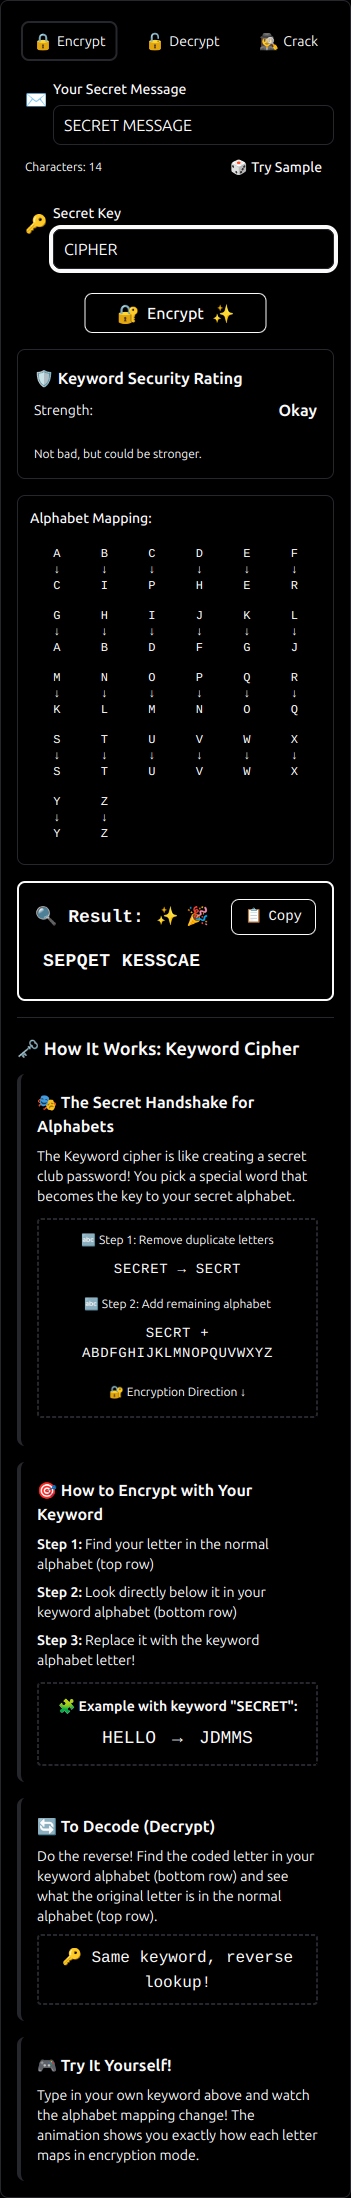 🔒 Encrypt 🔓 Decrypt 🕵️ Crack
✉️ Your Secret Message
SECRET MESSAGE
Characters: 14 🎲 Try Sample
🔑 Secret Key
CIPHER
🔐 Encrypt ✨
🛡️ Keyword Security Rating
Strength: Okay
Not bad, but could be stronger.
Alphabet Mapping:
A B C D E F
↓ ↓ ↓ ↓ ↓ ↓
C I P H E R
G H I J K L
↓ ↓ ↓ ↓ ↓ ↓
A B D F G J
M N O P Q R
↓ ↓ ↓ ↓ ↓ ↓
K L M N O Q
S T U V W X
↓ ↓ ↓ ↓ ↓ ↓
S T U V W X
Y Z
↓ ↓
Y Z
🔍 Result: ✨ 🎉 📋 Copy
SEPQET KESSCAE
🗝️ How It Works: Keyword Cipher
🎭 The Secret Handshake for
Alphabets
The Keyword cipher is like creating a secret
club password! You pick a special word that
becomes the key to your secret alphabet.
🔤 Step 1: Remove duplicate letters
SECRET → SECRT
🔤 Step 2: Add remaining alphabet
SECRT +
ABDFGHIJKLMNOPQUVWXYZ
🔐 Encryption Direction ↓
🎯 How to Encrypt with Your
Keyword
Step 1: Find your letter in the normal
alphabet (top row)
Step 2: Look directly below it in your
keyword alphabet (bottom row)
Step 3: Replace it with the keyword
alphabet letter!
🧩 Example with keyword "SECRET":
HELLO → JDMMS
🔄 To Decode (Decrypt)
Do the reverse! Find the coded letter in your
keyword alphabet (bottom row) and see
what the original letter is in the normal
alphabet (top row).
🔑 Same keyword, reverse
lookup!
🎮 Try It Yourself!
Type in your own keyword above and watch
the alphabet mapping change! The
animation shows you exactly how each letter
maps in encryption mode.